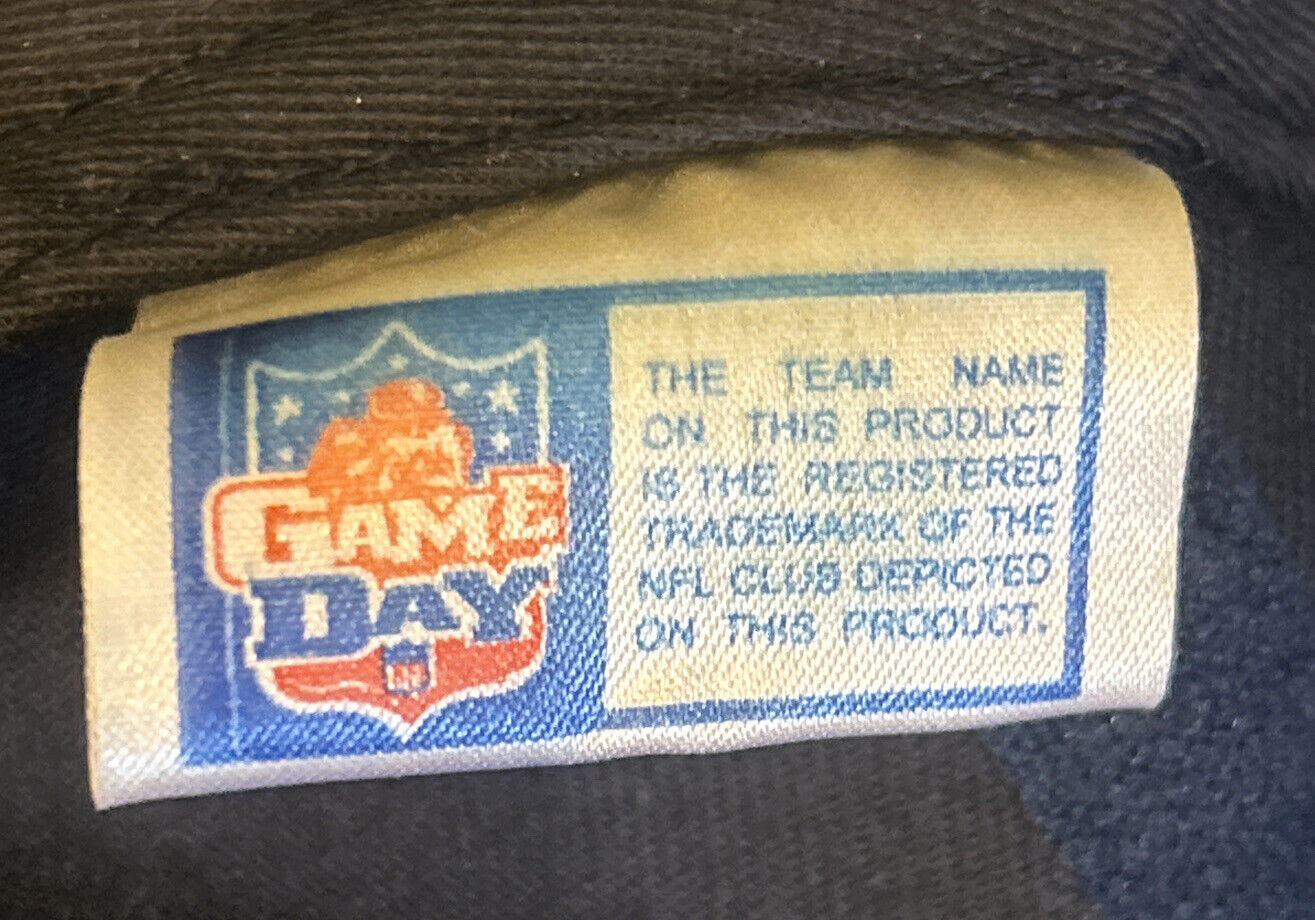 GAME
DAY
THE TEAM NAME
ON THIS PRODUCT
IS THE REGISTERED
TRADEMARK OF THE
NFL CLUB DEPICTED
ON THIS PRODUCT.